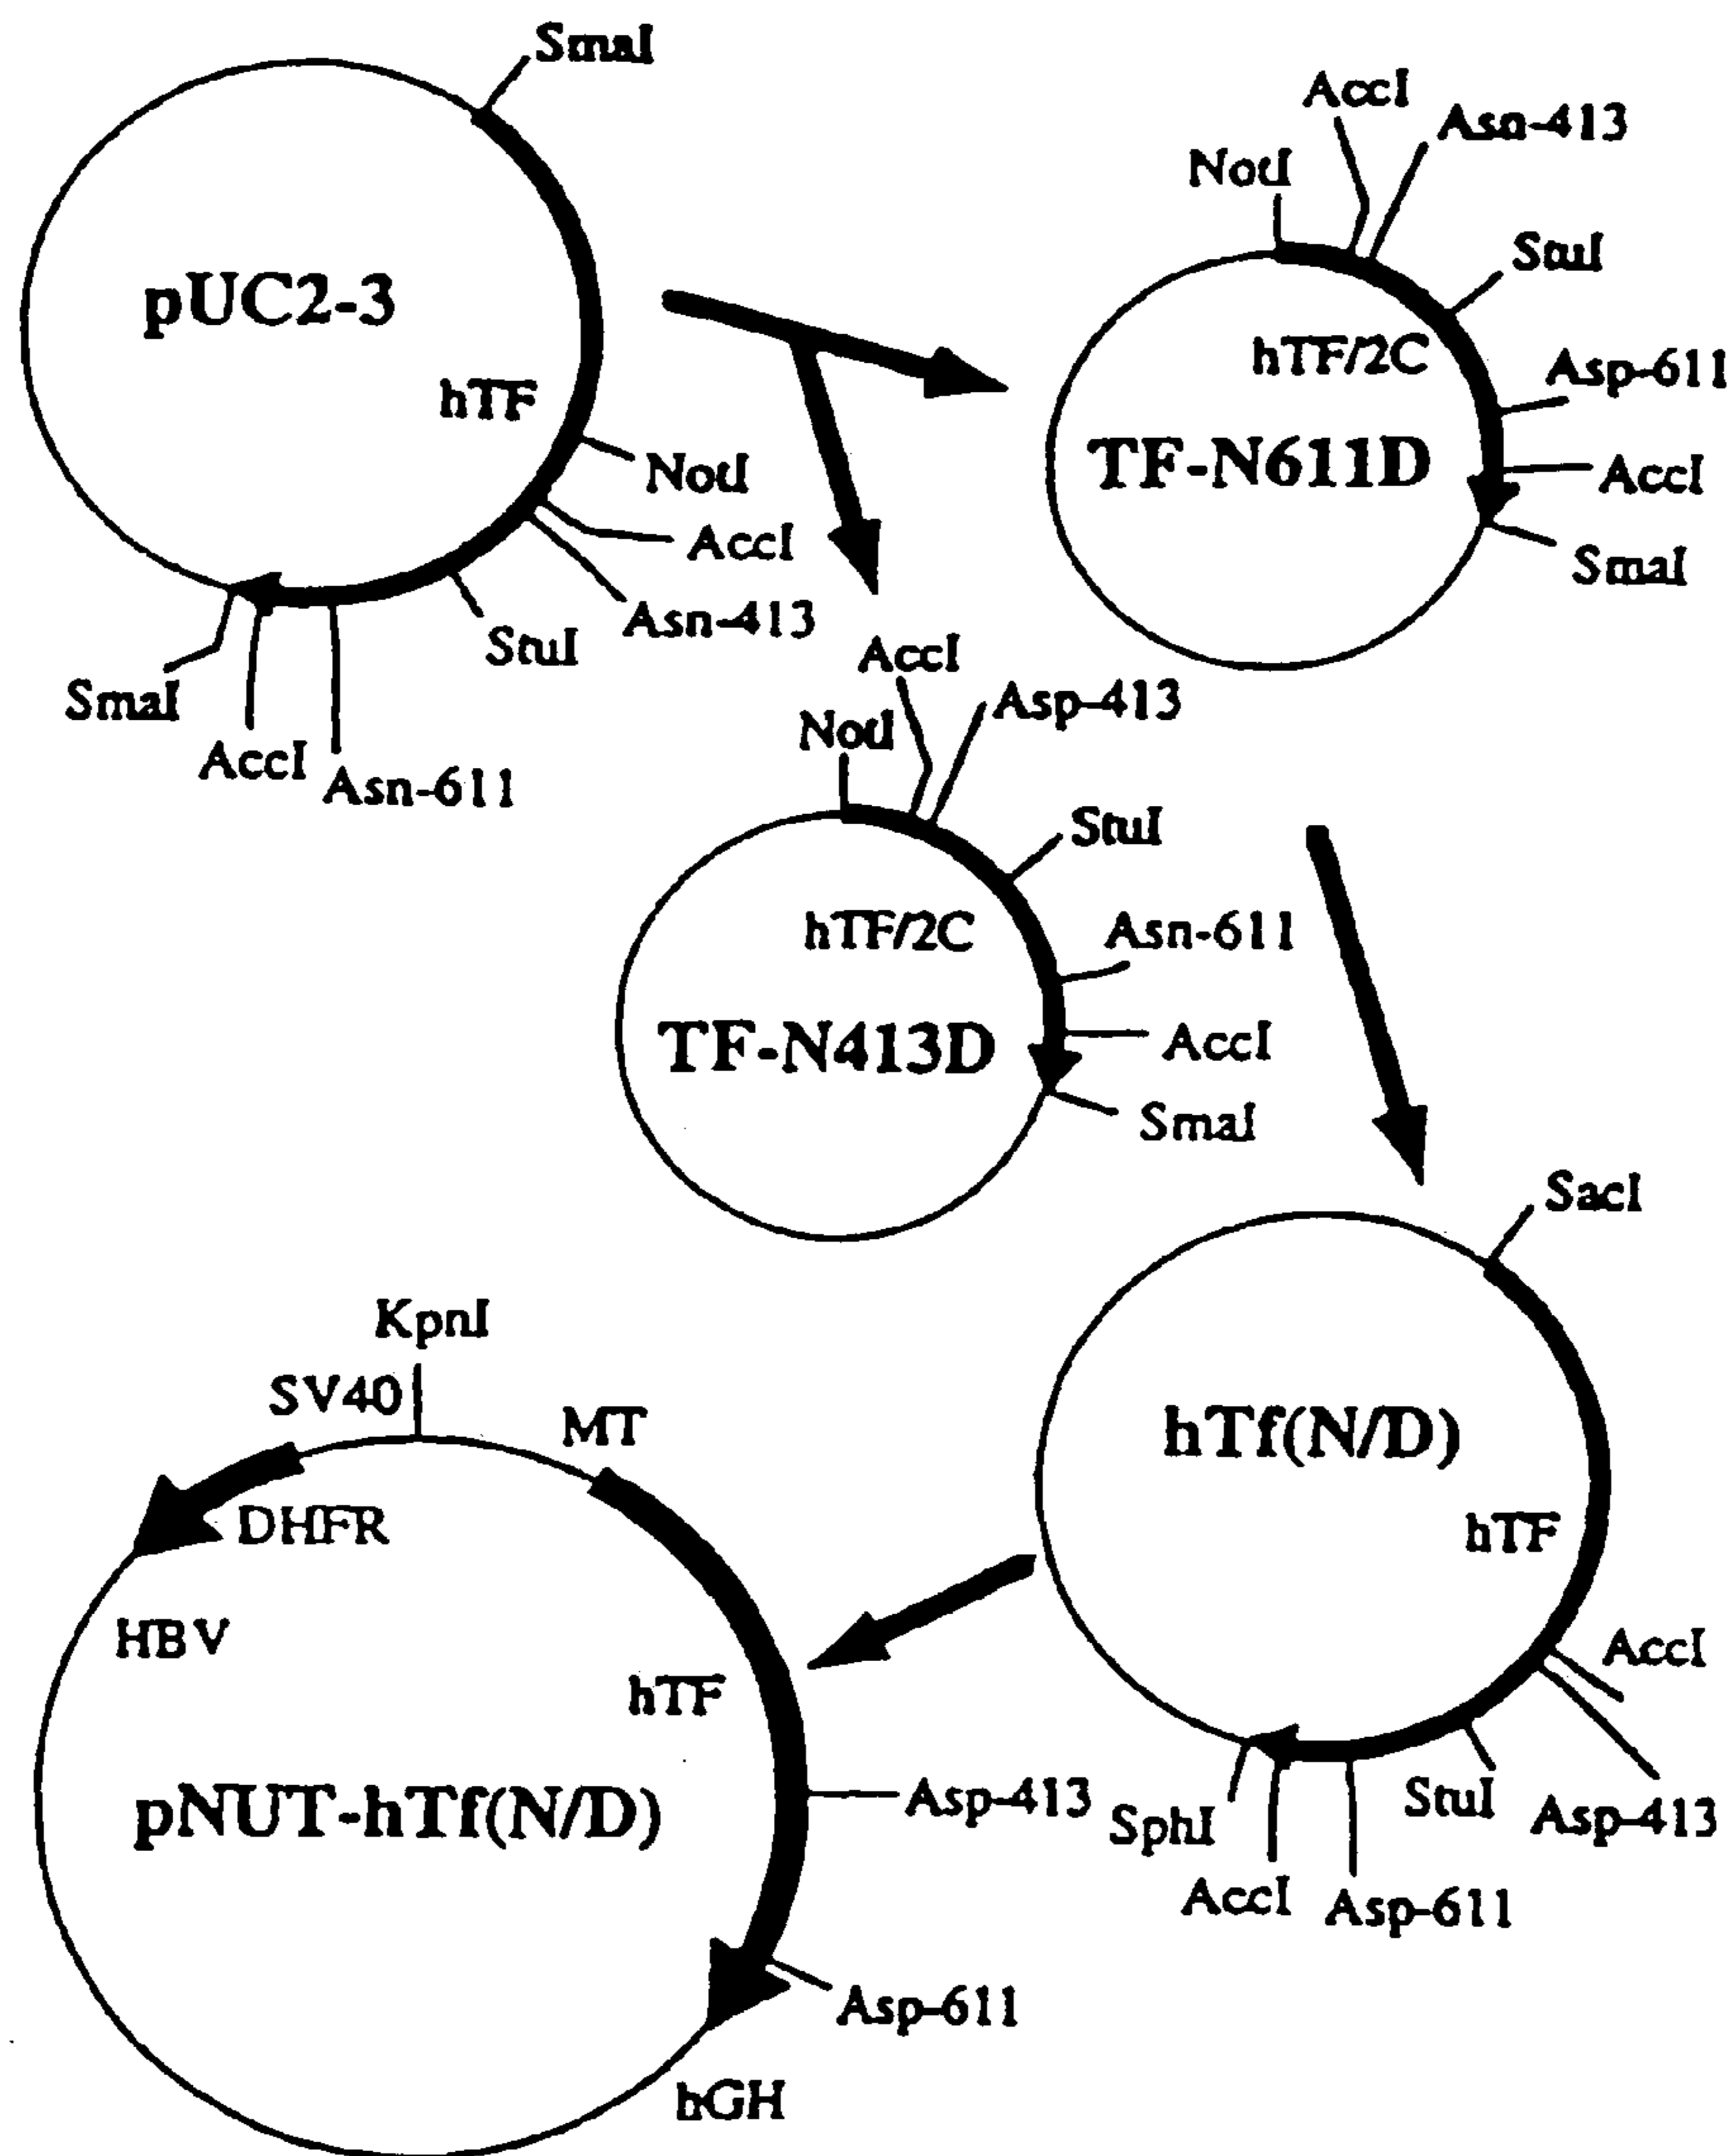 SmaI
pUC2-3
hTF
NotI
AccI
Asn-413
StuI
SmaI
AccI
Asn-611
AccI
Asn-413
NotI
StuI
hTF/2C
Asp-611
TF-N611D
AccI
SmaI
AccI
Asp-413
NotI
StuI
hTF/2C
Asn-611
TF-N413D
AccI
SmaI
SacI
hTf(N/D)
hTF
AccI
StuI
Asp-413
SphI
AccI
Asp-611
KpnI
SV40
MT
DHFR
HBV
hTF
pNUT-hTf(N/D)
Asp-413
Asp-611
hGH